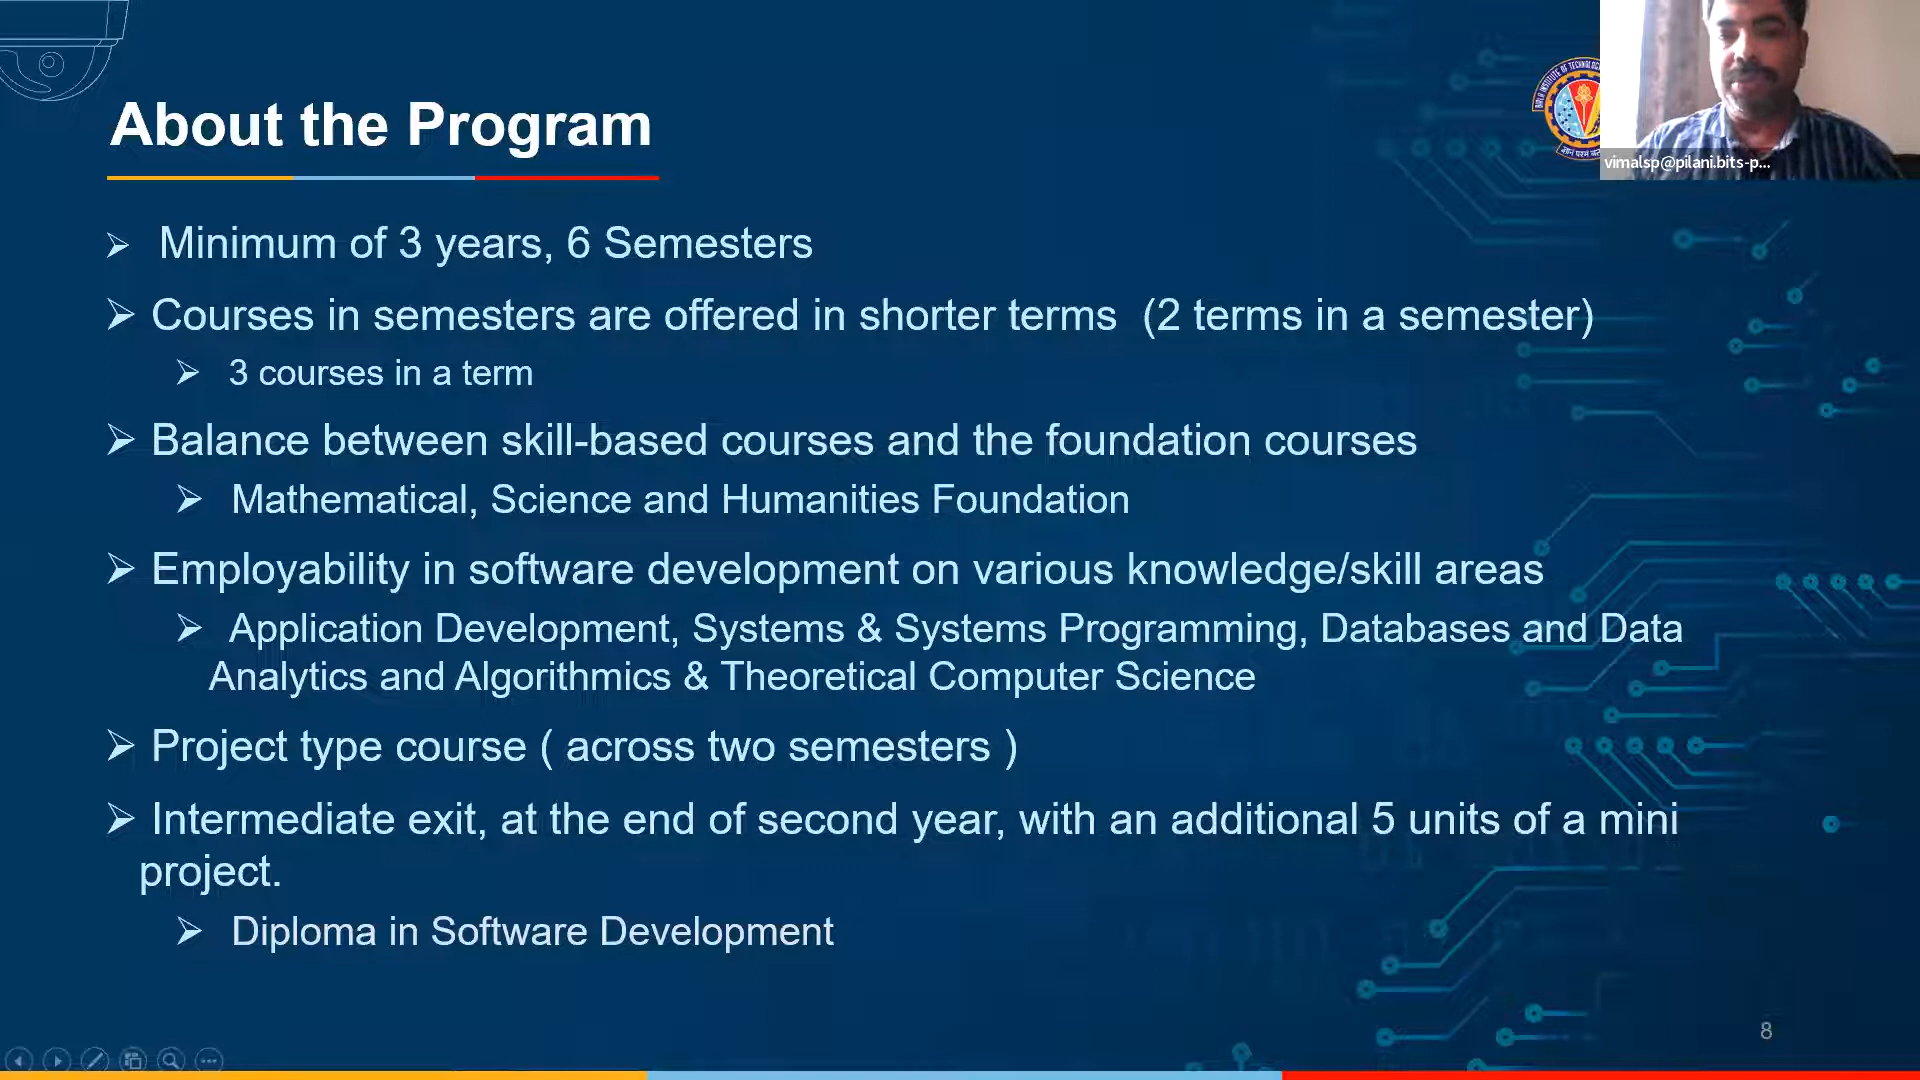 About the Program
vimalsp@pilani.bits-p...
➢ Minimum of 3 years, 6 Semesters
➢ Courses in semesters are offered in shorter terms (2 terms in a semester)
➢ 3 courses in a term
➢ Balance between skill-based courses and the foundation courses
➢ Mathematical, Science and Humanities Foundation
➢ Employability in software development on various knowledge/skill areas
➢ Application Development, Systems & Systems Programming, Databases and Data
Analytics and Algorithmics & Theoretical Computer Science
➢ Project type course ( across two semesters )
➢ Intermediate exit, at the end of second year, with an additional 5 units of a mini
project.
➢ Diploma in Software Development
8